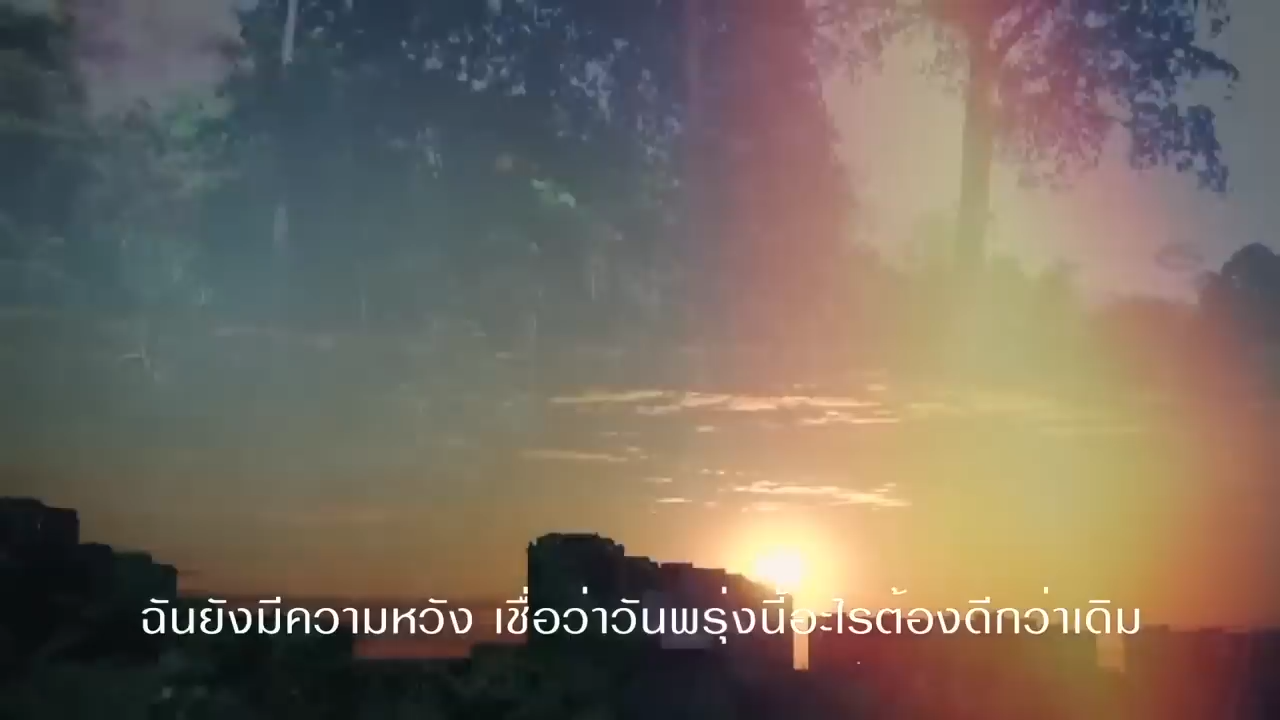 ฉันยังมีความหวัง เชื่อว่าวันพรุ่งนี้อะไรต้องดีกว่าเดิม